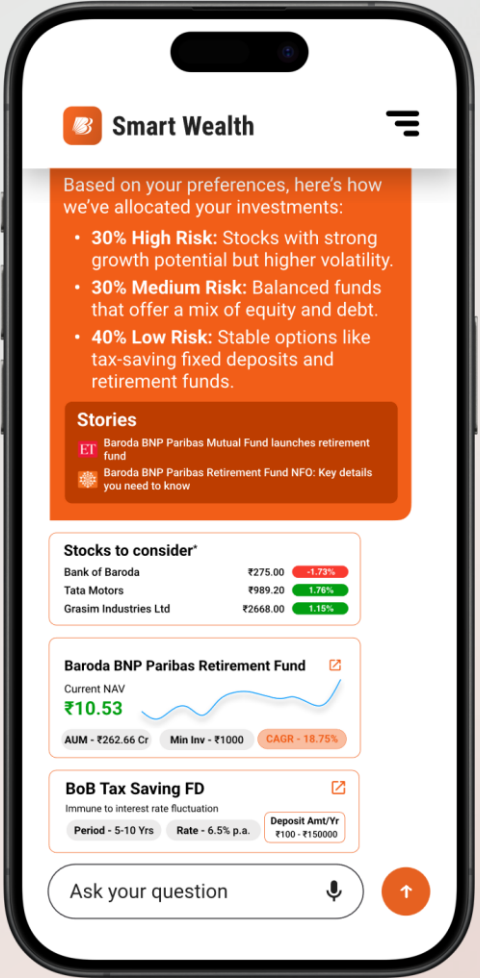 Smart Wealth
Based on your preferences, here's how
we've allocated your investments:
• 30% High Risk: Stocks with strong
growth potential but higher volatility.
• 30% Medium Risk: Balanced funds
that offer a mix of equity and debt.
• 40% Low Risk: Stable options like
tax-saving fixed deposits and
retirement funds.
Stories
ET Baroda BNP Paribas Mutual Fund launches retirement
fund
Baroda BNP Paribas Retirement Fund NFO: Key details
you need to know
Stocks to consider*
Bank of Baroda ₹275.00 -1.73%
Tata Motors ₹989.20 1.76%
Grasim Industries Ltd ₹2668.00 1.15%
Baroda BNP Paribas Retirement Fund
Current NAV
₹10.53
AUM - ₹262.66 Cr Min Inv - ₹1000 CAGR - 18.75%
BoB Tax Saving FD
Immune to interest rate fluctuation
Period - 5-10 Yrs Rate - 6.5% p.a. Deposit Amt/Yr
₹100 - ₹150000
Ask your question